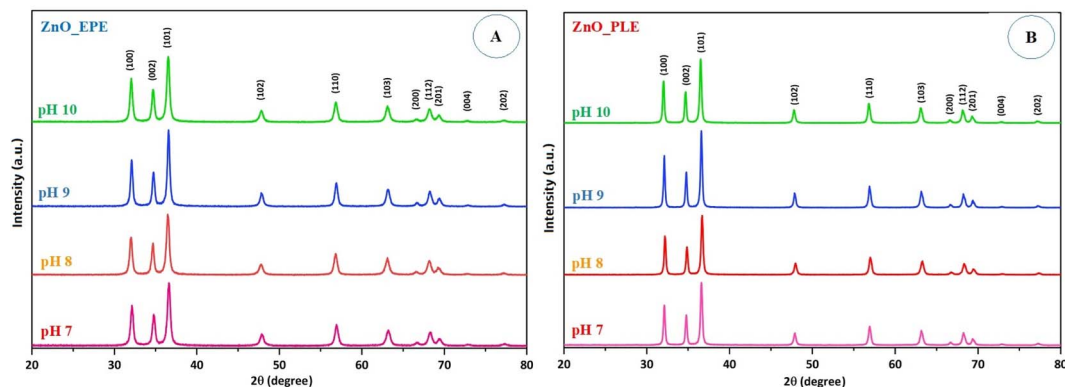 ZnO_EPE
A
(100)
(002)
(101)
(102)
(110)
(103)
(200)
(112)
(201)
(004)
(202)
pH 10
pH 9
pH 8
pH 7
Intensity (a.u.)
20 30 40 50 60 70 80
2θ (degree)
ZnO_PLE
B
(100)
(002)
(101)
(102)
(110)
(103)
(200)
(112)
(201)
(004)
(202)
pH 10
pH 9
pH 8
pH 7
Intensity (a.u.)
20 30 40 50 60 70 80
2θ (degree)